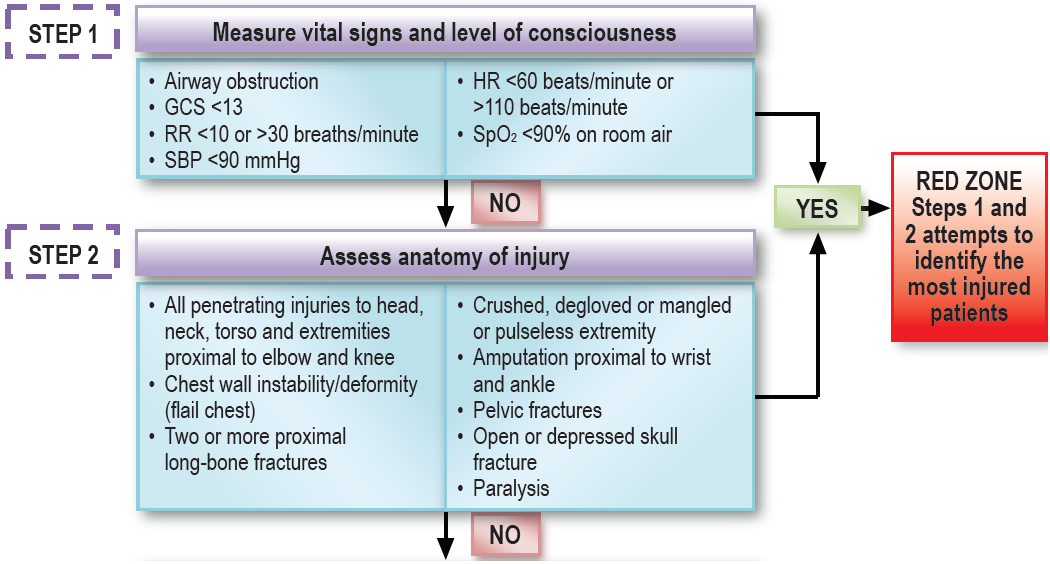 STEP 1
Measure vital signs and level of consciousness
• Airway obstruction
• GCS <13
• RR <10 or >30 breaths/minute
• SBP <90 mmHg
• HR <60 beats/minute or
>110 beats/minute
• SpO₂ <90% on room air
NO
YES
RED ZONE
Steps 1 and
2 attempts to
identify the
most injured
patients
STEP 2
Assess anatomy of injury
• All penetrating injuries to head,
neck, torso and extremities
proximal to elbow and knee
• Chest wall instability/deformity
(flail chest)
• Two or more proximal
long-bone fractures
• Crushed, degloved or mangled
or pulseless extremity
• Amputation proximal to wrist
and ankle
• Pelvic fractures
• Open or depressed skull
fracture
• Paralysis
NO